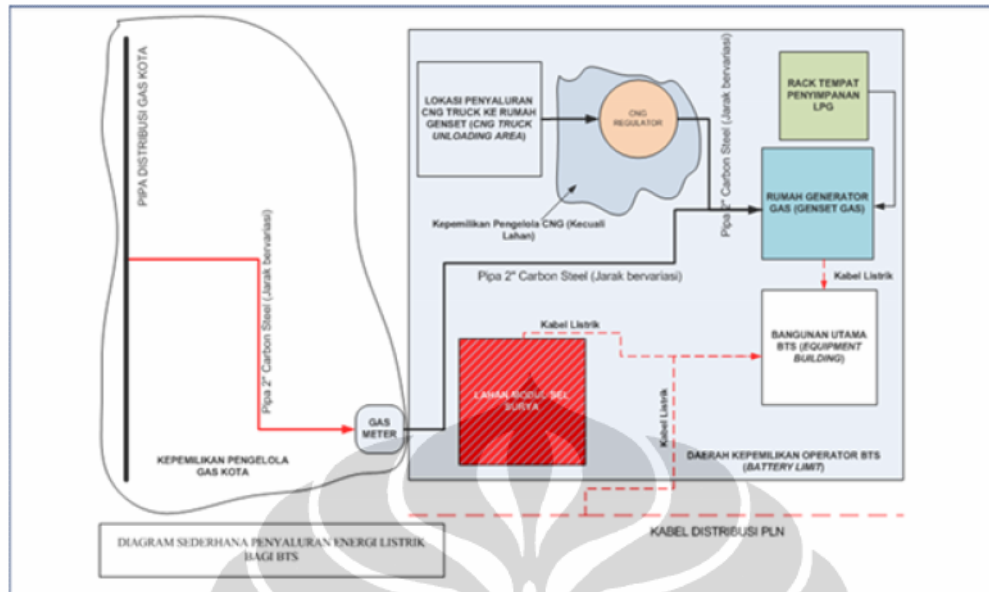 PIPA DISTRIBUSI GAS KOTA
Pipa 2" Carbon Steel (Jarak bervariasi)
KEPEMILIKAN PENGELOLA
GAS KOTA
GAS
METER
LOKASI PENYALURAN
CNG TRUCK KE RUMAH
GENSET (CNG TRUCK
UNLOADING AREA)
CNG
REGULATOR
Kepemilikan Pengelola CNG (Kecuali
Lahan)
Pipa 2" Carbon Steel (Jarak bervariasi)
RACK TEMPAT
PENYIMPANAN
LPG
RUMAH GENERATOR
GAS (GENSET GAS)
Pipa 2" Carbon Steel (Jarak bervariasi)
Kabel Listrik
Kabel Listrik
BANGUNAN UTAMA
BTS (EQUIPMENT
BUILDING)
LAHAN MODUL SEL
SURYA
Kabel Listrik
DAERAH KEPEMILIKAN OPERATOR BTS
(BATTERY LIMIT)
KABEL DISTRIBUSI PLN
DIAGRAM SEDERHANA PENYALURAN ENERGI LISTRIK
BAGI BTS